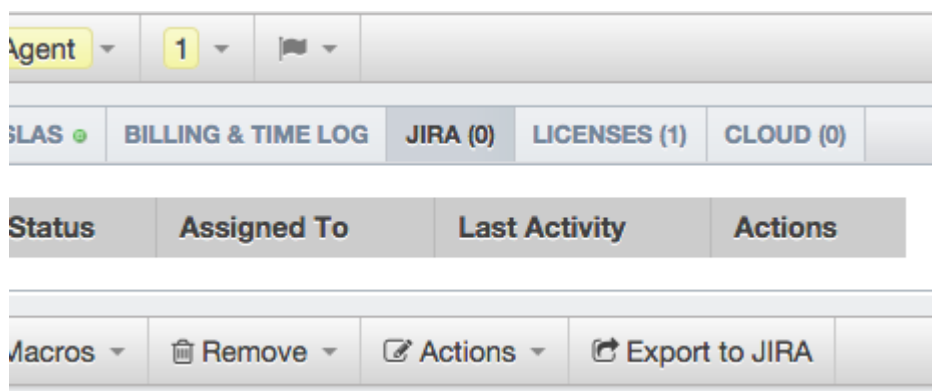 Agent 1
SLAS BILLING & TIME LOG JIRA (0) LICENSES (1) CLOUD (0)
Status Assigned To Last Activity Actions
Macros Remove Actions Export to JIRA